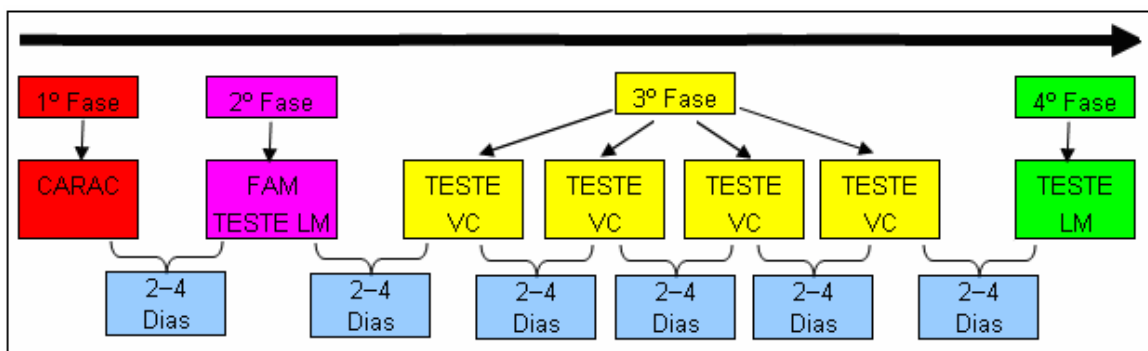 1º Fase
2º Fase
3º Fase
4º Fase
CARAC
FAM
TESTE LM
TESTE
VC
TESTE
VC
TESTE
VC
TESTE
VC
TESTE
LM
2–4
Dias
2–4
Dias
2–4
Dias
2–4
Dias
2–4
Dias
2–4
Dias